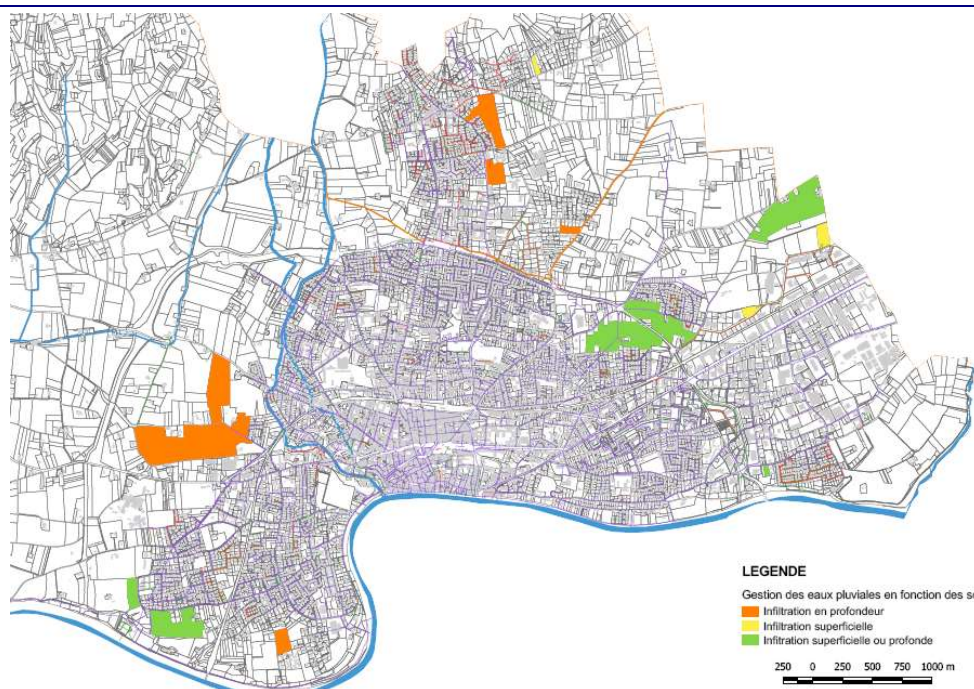 LEGENDE
Gestion des eaux pluviales en fonction des so
Infiltration en profondeur
Infiltration superficielle
Infitration superficielle ou profonde
250 0 250 500 750 1000 m